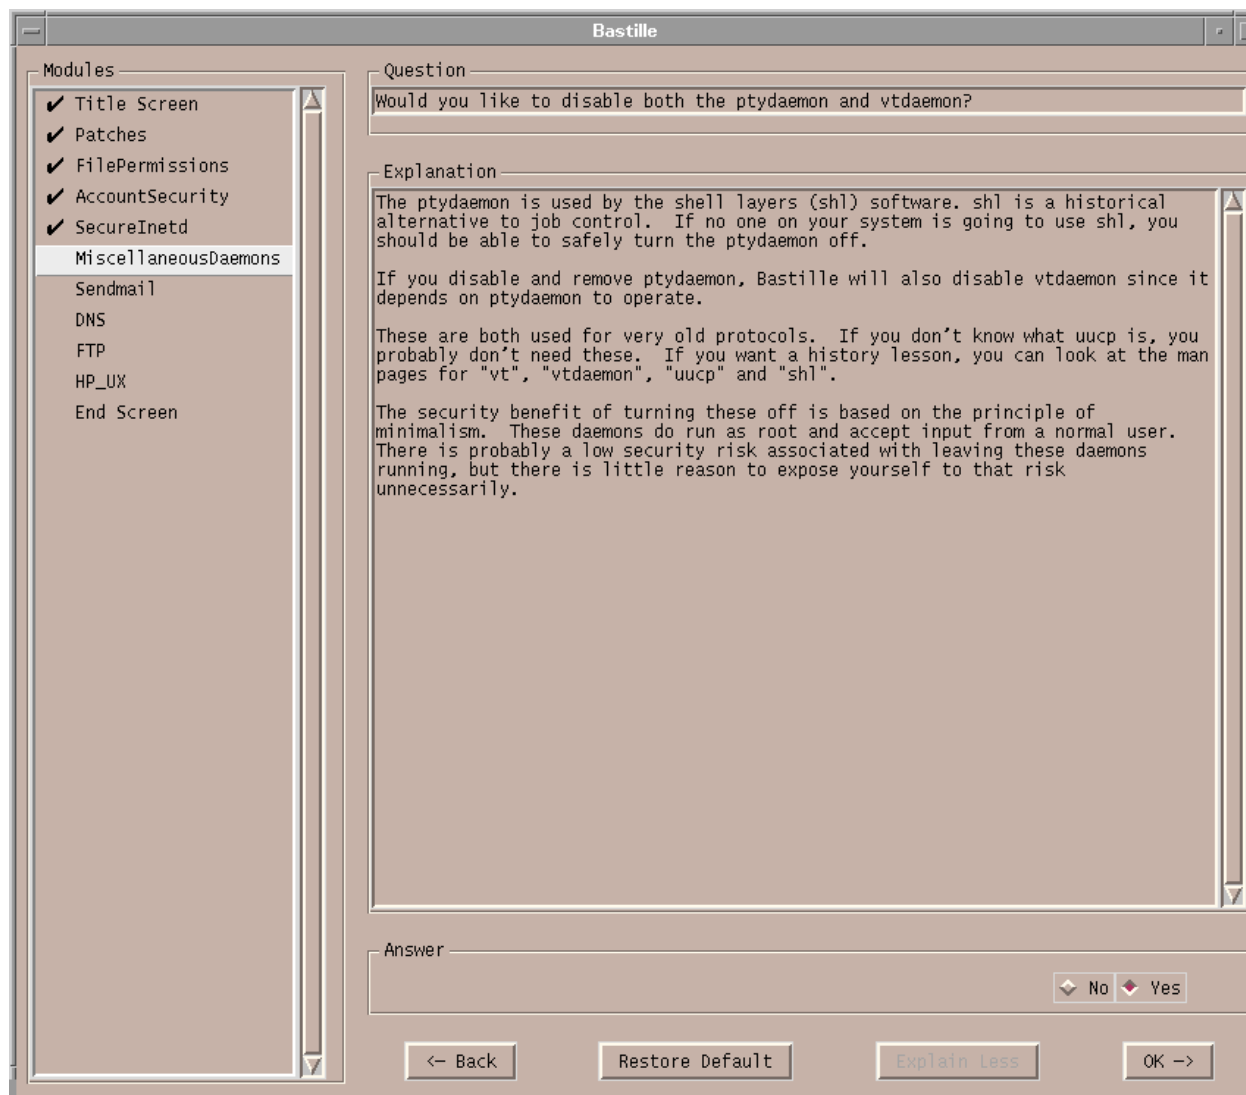 Bastille
Modules
✔ Title Screen
✔ Patches
✔ FilePermissions
✔ AccountSecurity
✔ SecureInetd
MiscellaneousDaemons
Sendmail
DNS
FTP
HP_UX
End Screen
Question
Would you like to disable both the ptydaemon and vtdaemon?
Explanation
The ptydaemon is used by the shell layers (shl) software. shl is a historical
alternative to job control.  If no one on your system is going to use shl, you
should be able to safely turn the ptydaemon off.
If you disable and remove ptydaemon, Bastille will also disable vtdaemon since it
depends on ptydaemon to operate.
These are both used for very old protocols.  If you don't know what uucp is, you
probably don't need these.  If you want a history lesson, you can look at the man
pages for "vt", "vtdaemon", "uucp" and "shl".
The security benefit of turning these off is based on the principle of
minimalism.  These daemons do run as root and accept input from a normal user.
There is probably a low security risk associated with leaving these daemons
running, but there is little reason to expose yourself to that risk
unnecessarily.
Answer
No Yes
<- Back Restore Default Explain Less OK ->